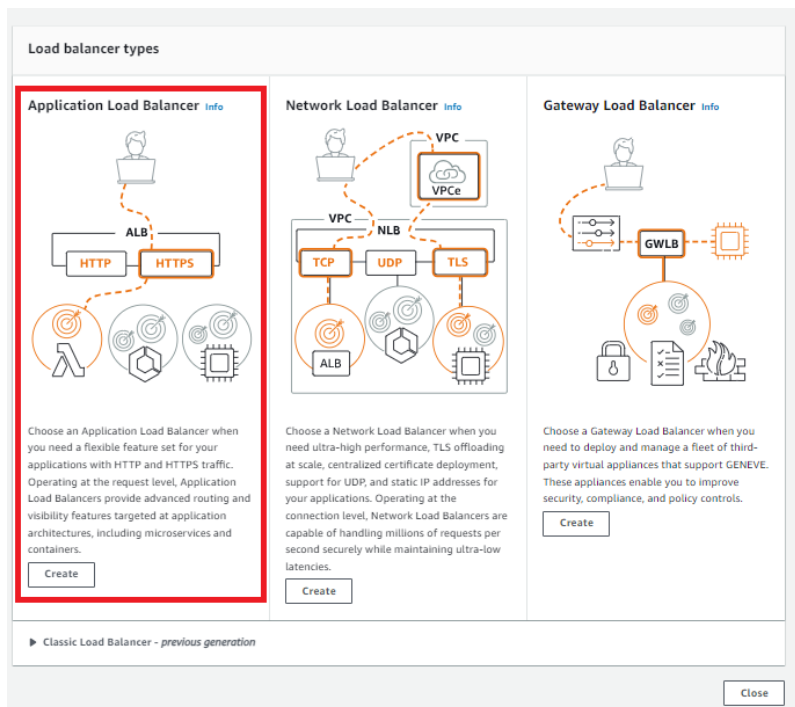 Load balancer types
Application Load Balancer Info
ALB
HTTP
HTTPS
Choose an Application Load Balancer when
you need a flexible feature set for your
applications with HTTP and HTTPS traffic.
Operating at the request level, Application
Load Balancers provide advanced routing and
visibility features targeted at application
architectures, including microservices and
containers.
Create
Network Load Balancer Info
VPC
VPCe
VPC
NLB
TCP
UDP
TLS
ALB
Choose a Network Load Balancer when you
need ultra-high performance, TLS offloading
at scale, centralized certificate deployment,
support for UDP, and static IP addresses for
your applications. Operating at the
connection level, Network Load Balancers are
capable of handling millions of requests per
second securely while maintaining ultra-low
latencies.
Create
Gateway Load Balancer Info
GWLB
Choose a Gateway Load Balancer when you
need to deploy and manage a fleet of third-
party virtual appliances that support GENEVE.
These appliances enable you to improve
security, compliance, and policy controls.
Create
Classic Load Balancer - previous generation
Close